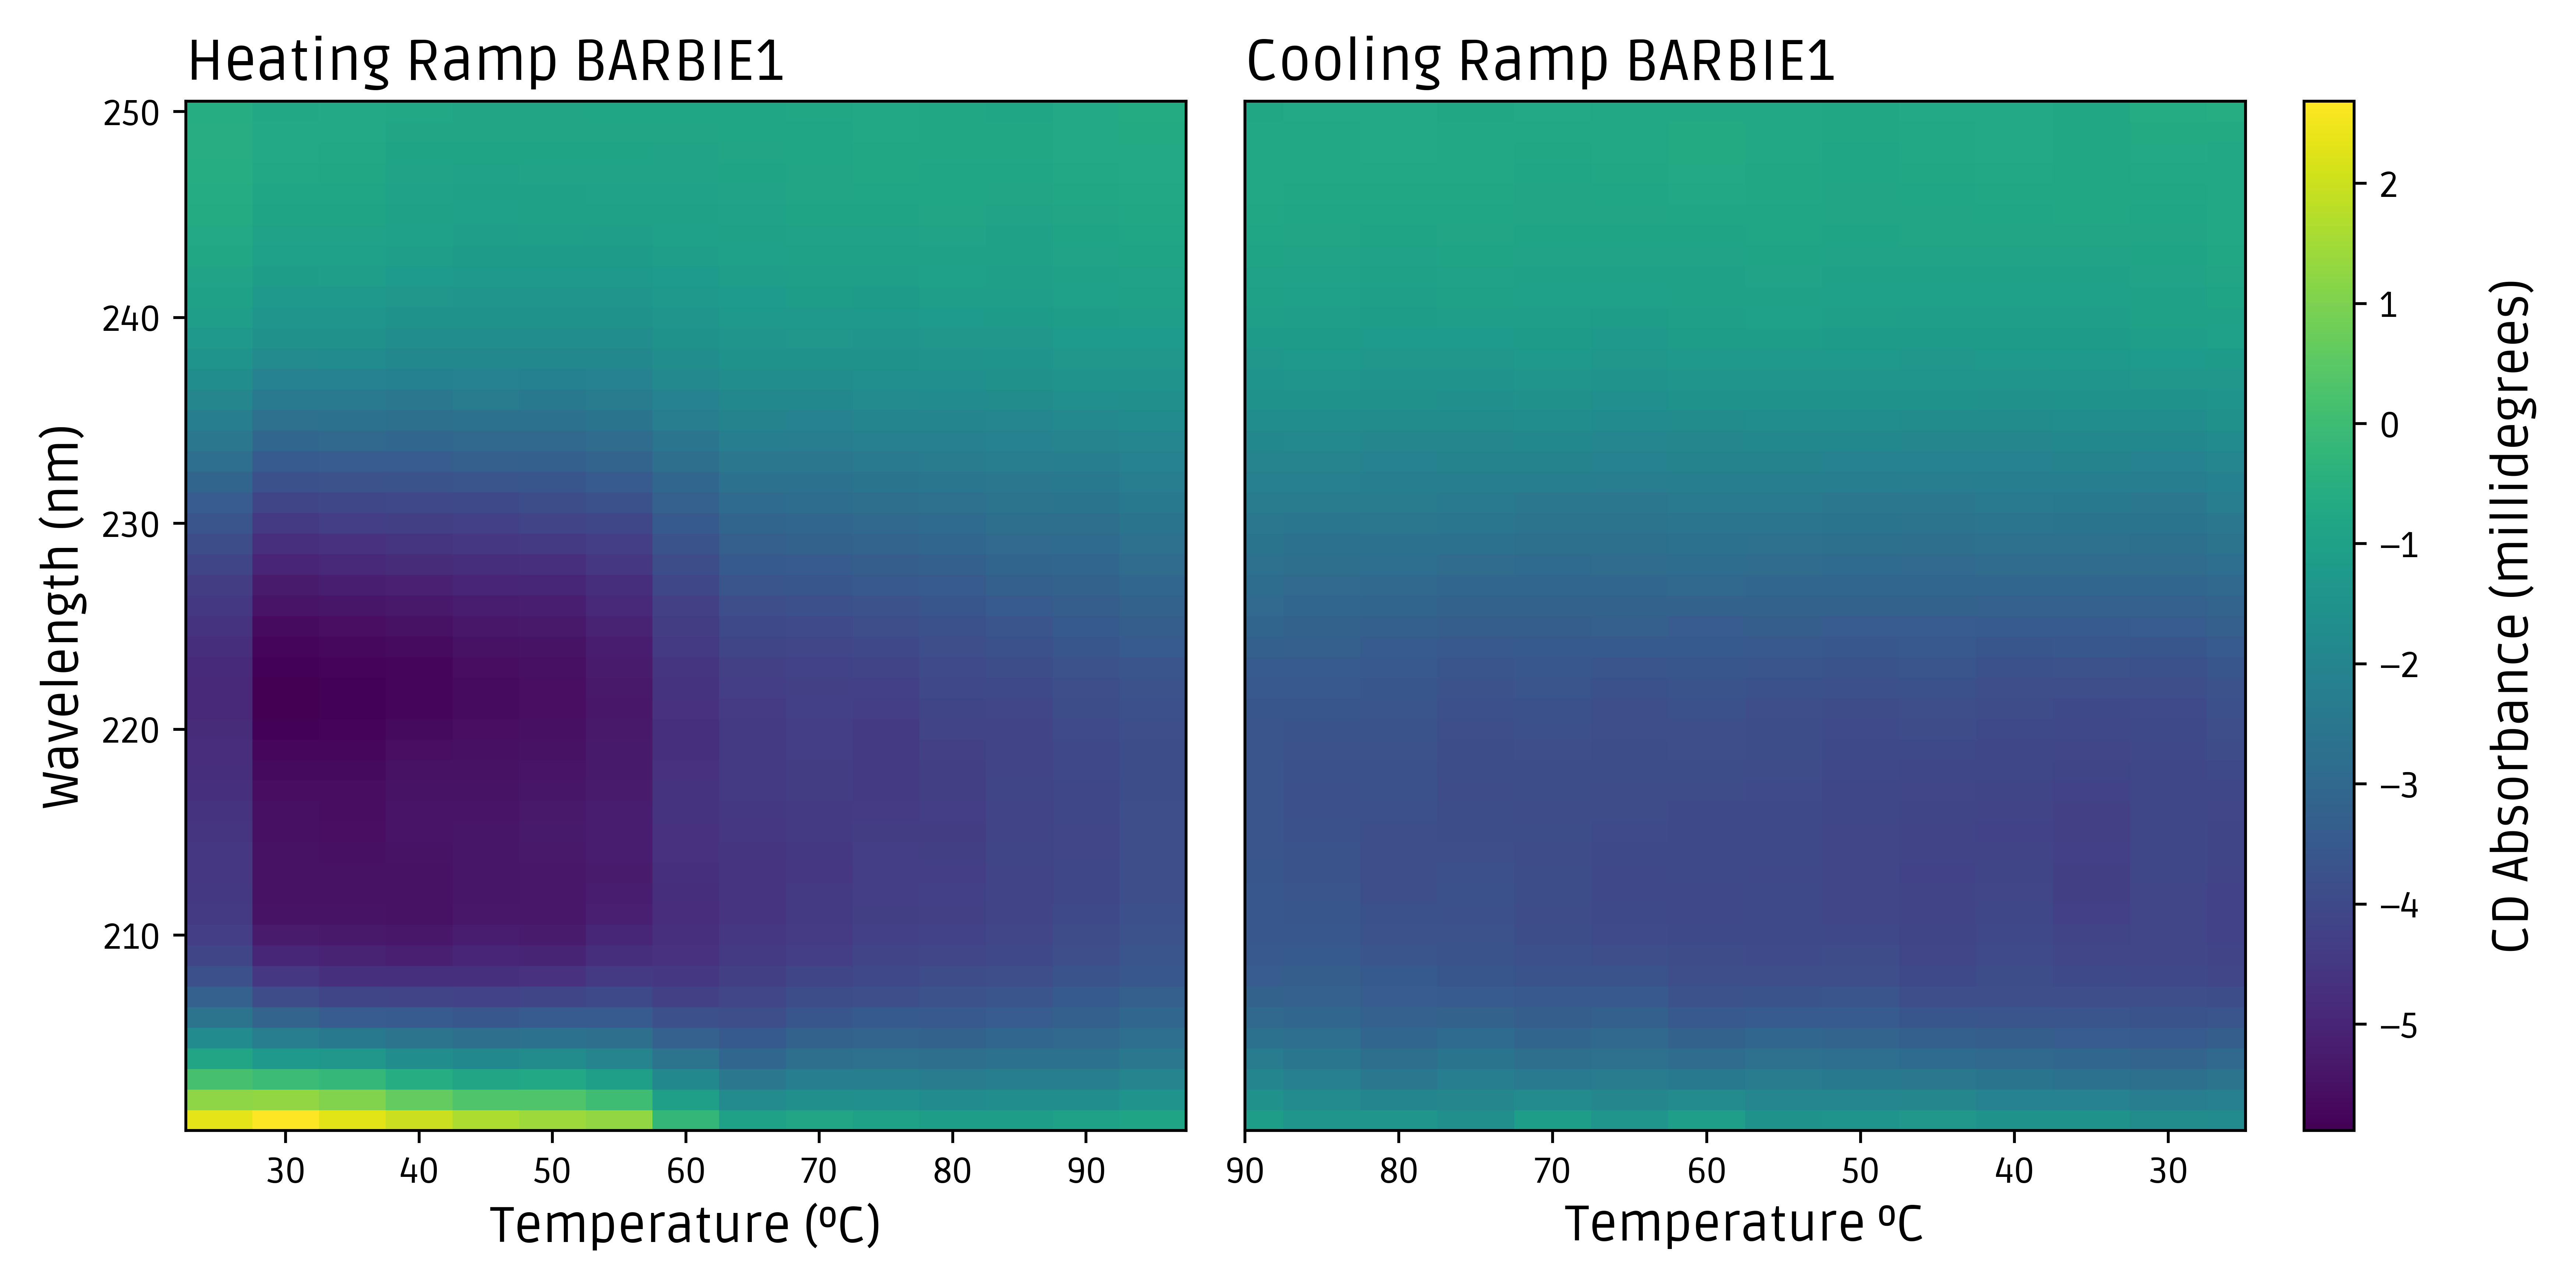 Heating Ramp BARBIE1
Cooling Ramp BARBIE1
250
240
230
220
210
Wavelength (nm)
30 40 50 60 70 80 90
Temperature (ºC)
90 80 70 60 50 40 30
Temperature ºC
2
1
0
−1
−2
−3
−4
−5
CD Absorbance (millidegrees)